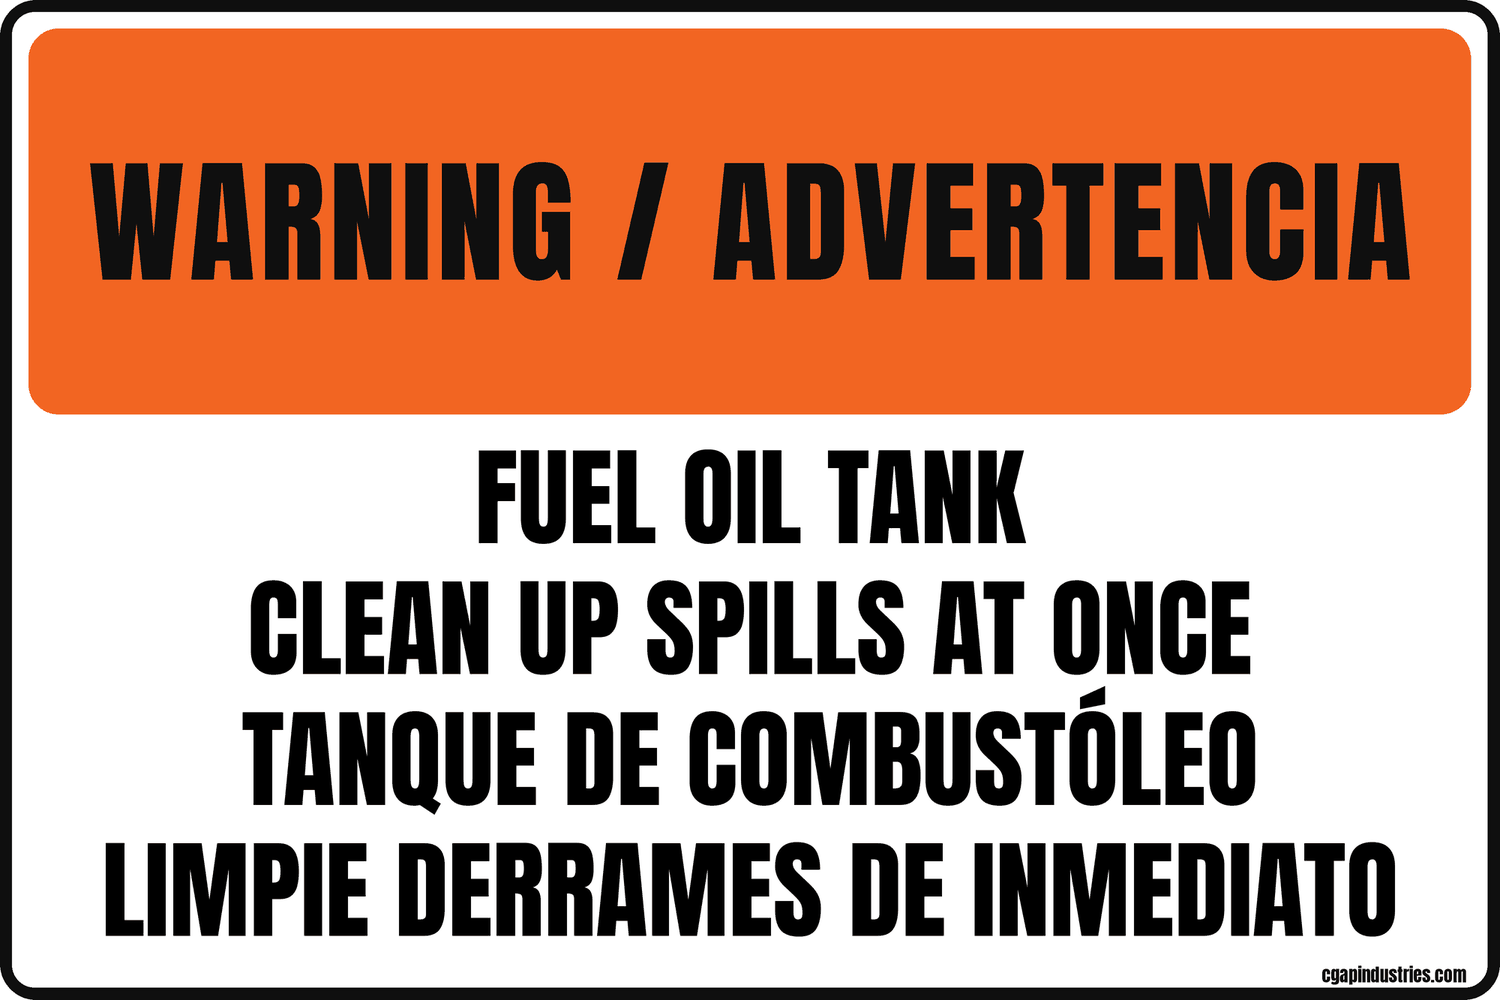 WARNING / ADVERTENCIA
FUEL OIL TANK
CLEAN UP SPILLS AT ONCE
TANQUE DE COMBUSTÓLEO
LIMPIE DERRAMES DE INMEDIATO
cgapindustries.com